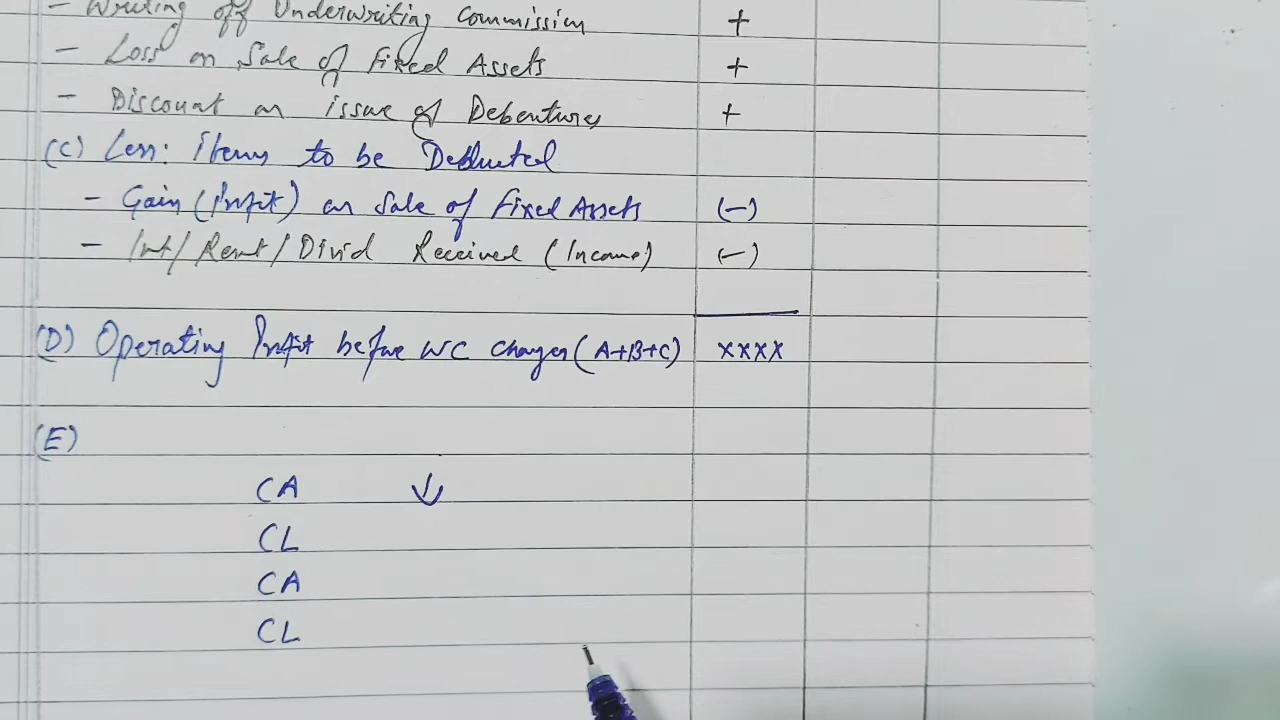 - Writing off Underwriting Commission +
- Loss on Sale of Fixed Assets +
- Discount on issue of Debentures +
(C) Less: Items to be Deducted
- Gain (Profit) on Sale of Fixed Assets (-)
- Int/Rent/Divid Received (Income) (-)
(D) Operating Profit before WC changes (A+B+C) xxxx
(E)
CA ↓
CL
CA
CL